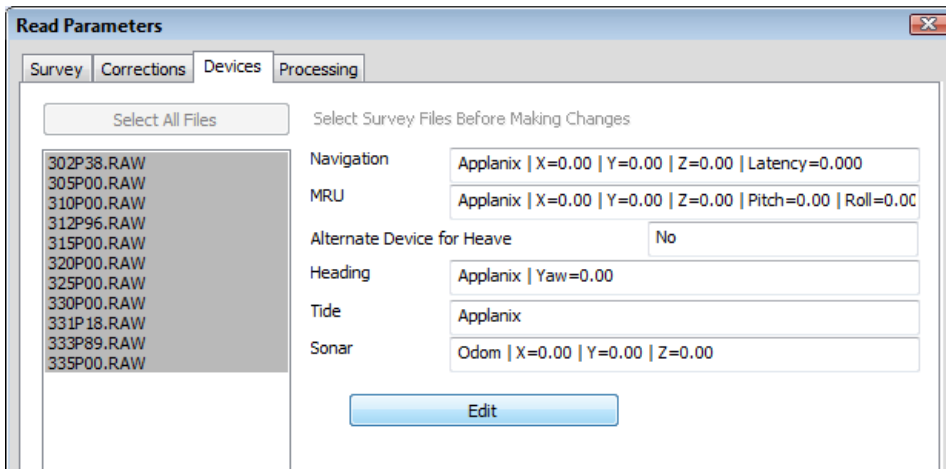 Read Parameters
Survey
Corrections
Devices
Processing
Select All Files
Select Survey Files Before Making Changes
302P38.RAW
305P00.RAW
310P00.RAW
312P96.RAW
315P00.RAW
320P00.RAW
325P00.RAW
330P00.RAW
331P18.RAW
333P89.RAW
335P00.RAW
Navigation
Applanix | X=0.00 | Y=0.00 | Z=0.00 | Latency=0.000
MRU
Applanix | X=0.00 | Y=0.00 | Z=0.00 | Pitch=0.00 | Roll=0.00
Alternate Device for Heave
No
Heading
Applanix | Yaw=0.00
Tide
Applanix
Sonar
Odom | X=0.00 | Y=0.00 | Z=0.00
Edit